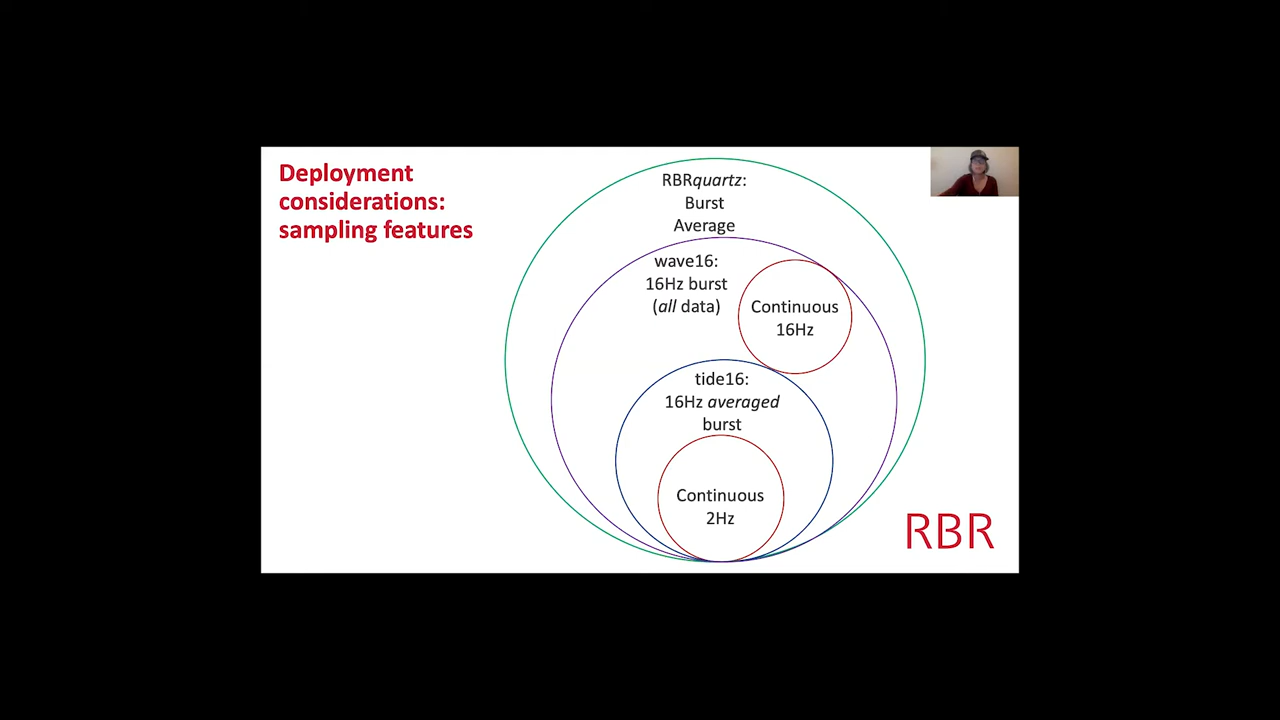 Deployment
considerations:
sampling features
RBRquartz:
Burst
Average
wave16:
16Hz burst
(all data)
Continuous
16Hz
tide16:
16Hz averaged
burst
Continuous
2Hz
RBR